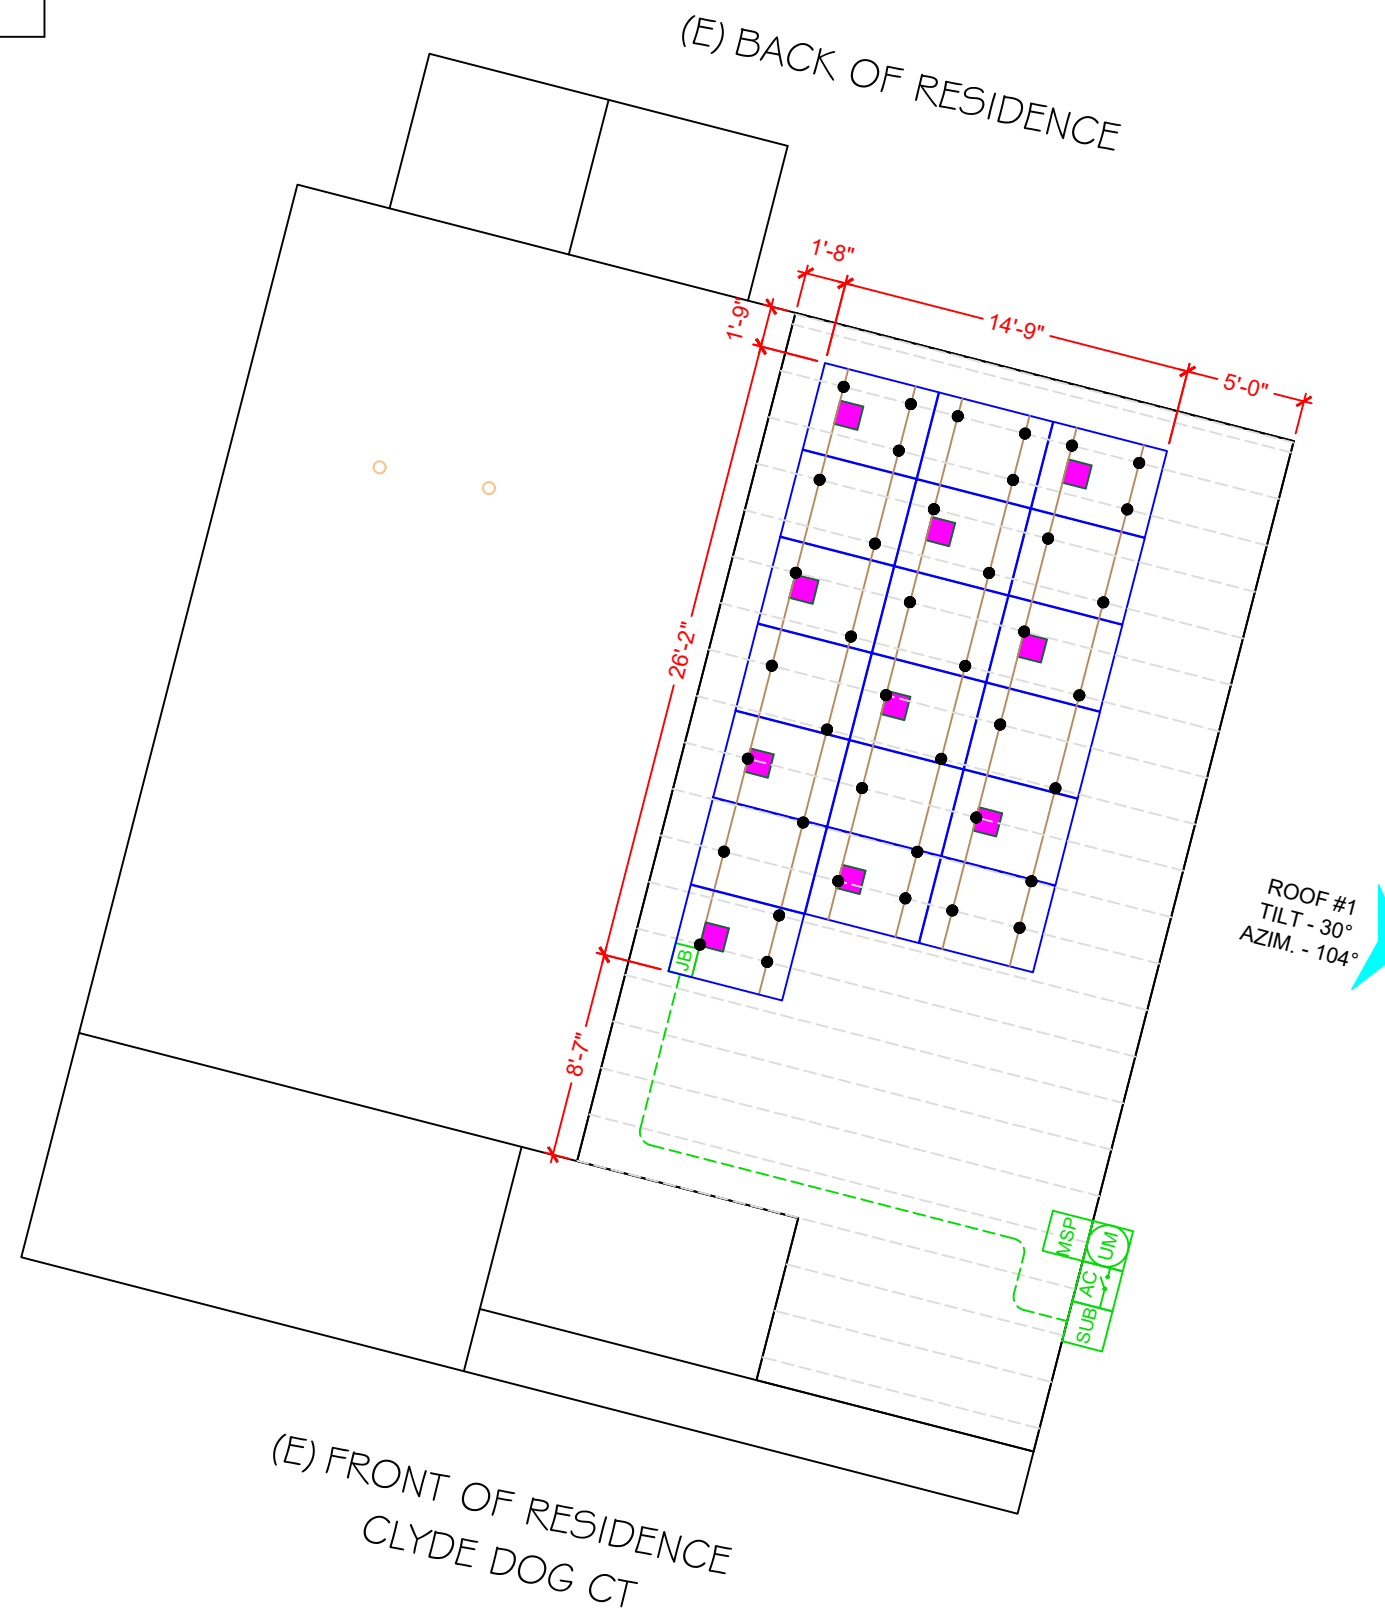 (E) BACK OF RESIDENCE
1'-8"
14'-9"
5'-0"
1'-9"
26'-2"
8'-7"
ROOF #1
TILT - 30°
AZIM. - 104°
JB
MSP
UM
AC
SUB
(E) FRONT OF RESIDENCE
CLYDE DOG CT